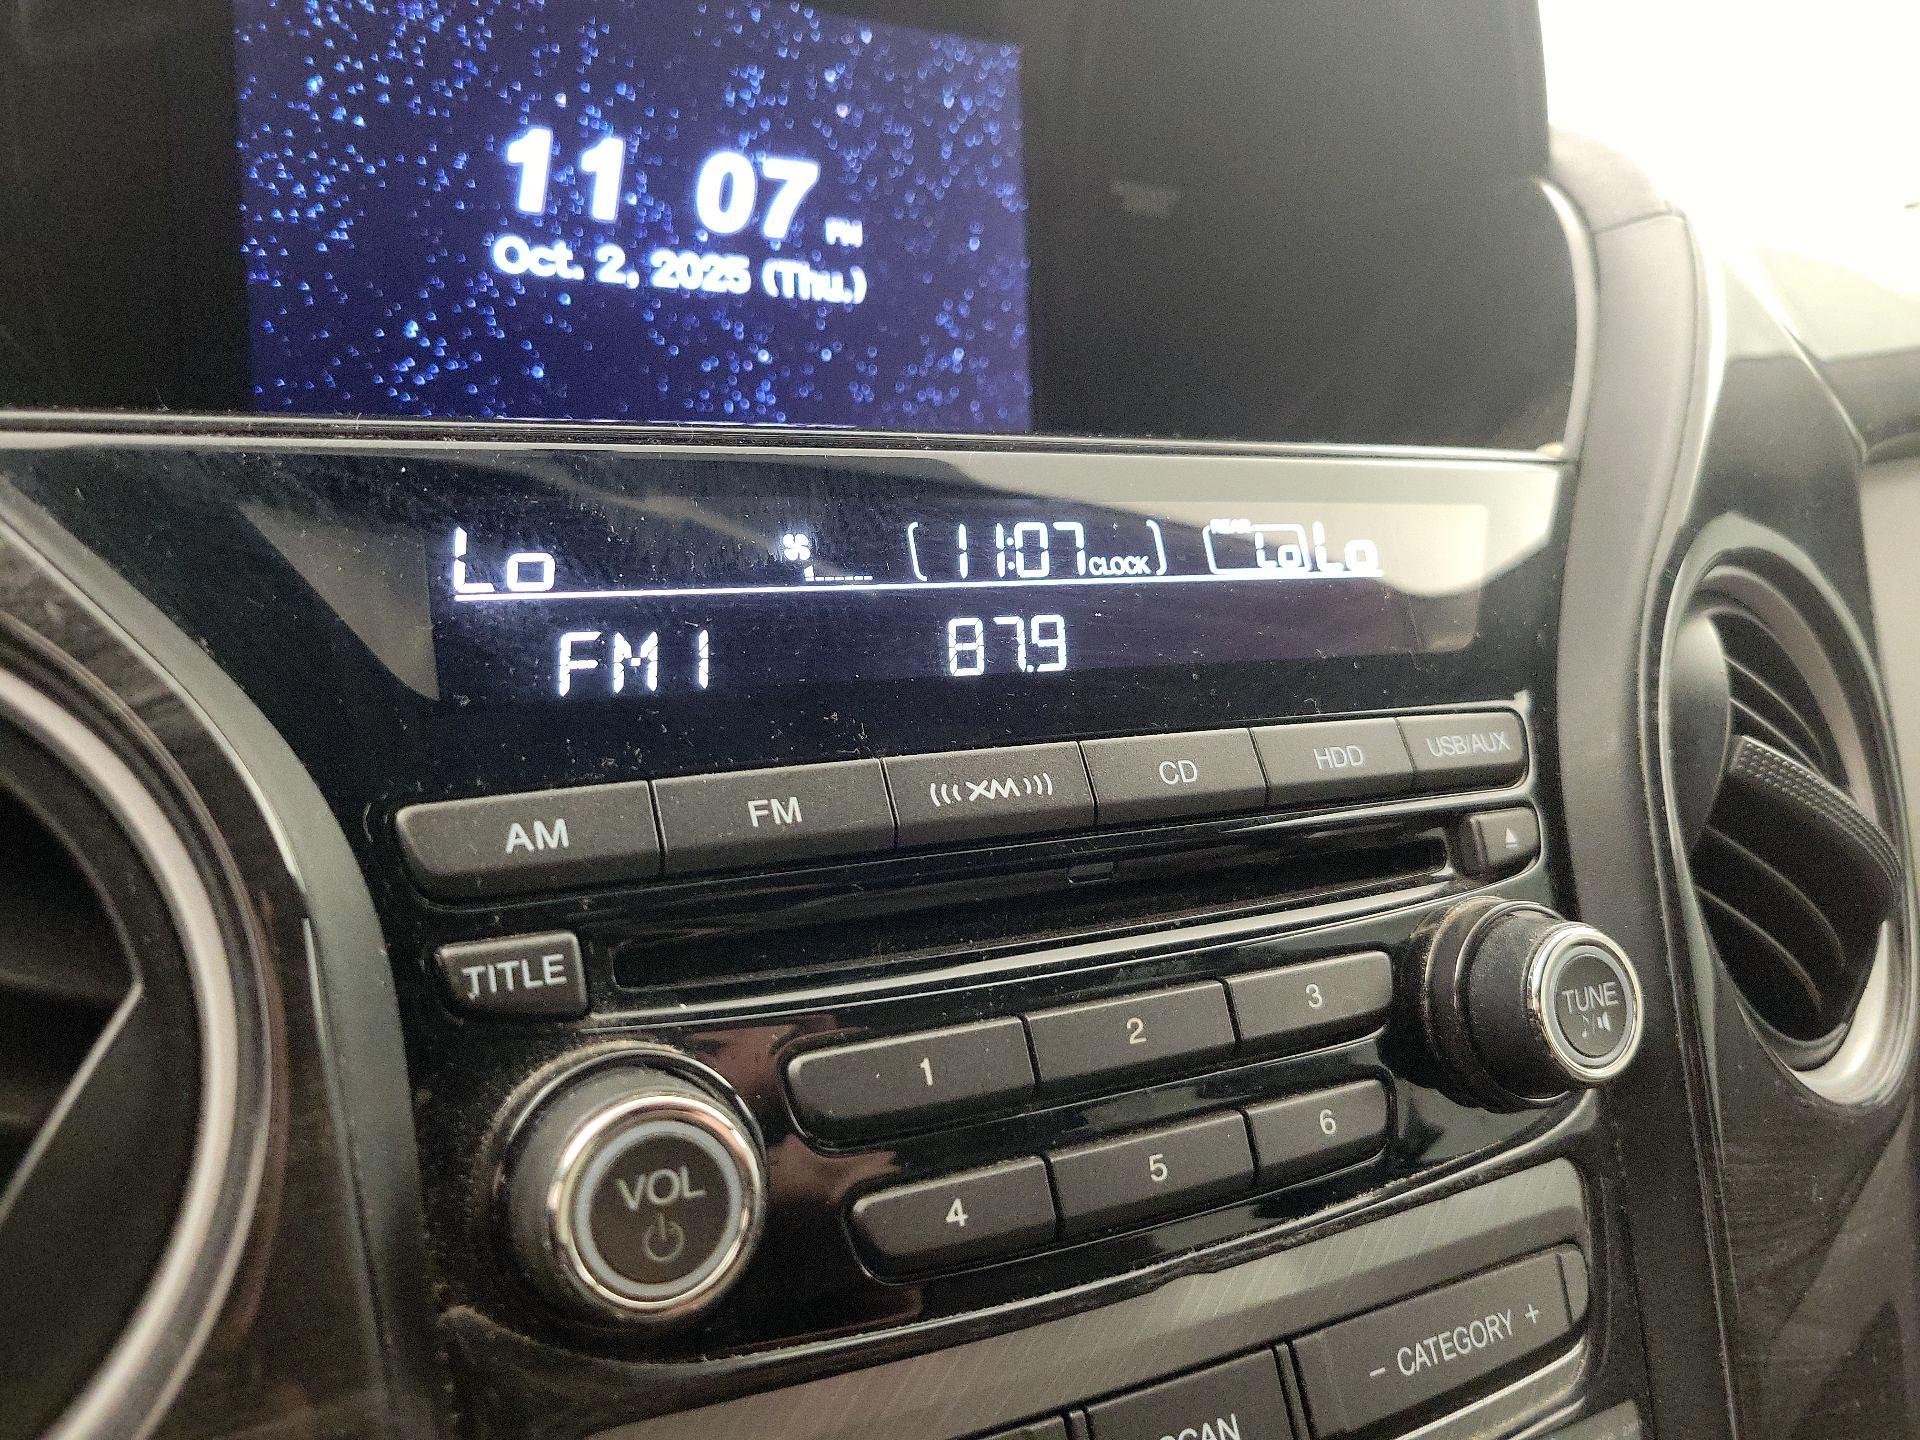 11 07 PM
Oct. 2, 2025 (Thu.)
Lo 11:07 CLOCK REAR Lo Lo
FM1 87.9
AM FM XM CD HDD USB/AUX
TITLE
1 2 3
TUNE
4 5 6
VOL
- CATEGORY +
SCAN